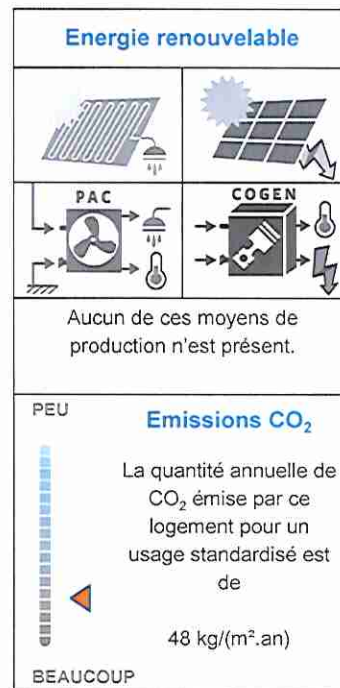 Energie renouvelable
PAC
COGEN
Aucun de ces moyens de
production n'est présent.
PEU
Emissions CO₂
La quantité annuelle de
CO₂ émise par ce
logement pour un
usage standardisé est
de
48 kg/(m².an)
BEAUCOUP